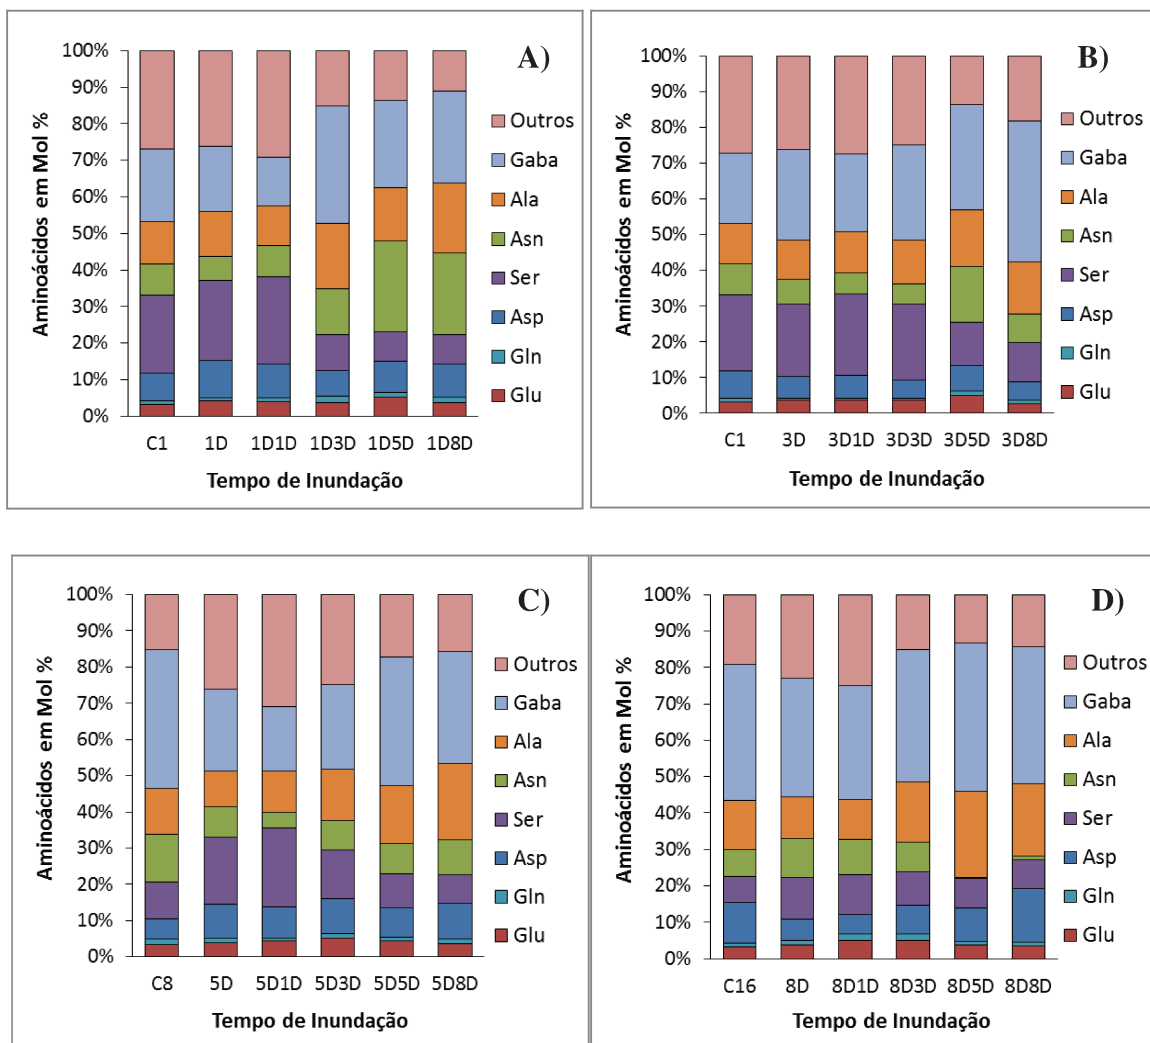 A)
Aminoácidos em Mol %
100%
90%
80%
70%
60%
50%
40%
30%
20%
10%
0%
C1 1D 1D1D 1D3D 1D5D 1D8D
Tempo de Inundação
Outros
Gaba
Ala
Asn
Ser
Asp
Gln
Glu
B)
Aminoácidos em Mol %
100%
90%
80%
70%
60%
50%
40%
30%
20%
10%
0%
C1 3D 3D1D 3D3D 3D5D 3D8D
Tempo de Inundação
Outros
Gaba
Ala
Asn
Ser
Asp
Gln
Glu
C)
Aminoácidos em Mol %
100%
90%
80%
70%
60%
50%
40%
30%
20%
10%
0%
C8 5D 5D1D 5D3D 5D5D 5D8D
Tempo de Inundação
Outros
Gaba
Ala
Asn
Ser
Asp
Gln
Glu
D)
Aminoácidos em Mol %
100%
90%
80%
70%
60%
50%
40%
30%
20%
10%
0%
C16 8D 8D1D 8D3D 8D5D 8D8D
Tempo de Inundação
Outros
Gaba
Ala
Asn
Ser
Asp
Gln
Glu